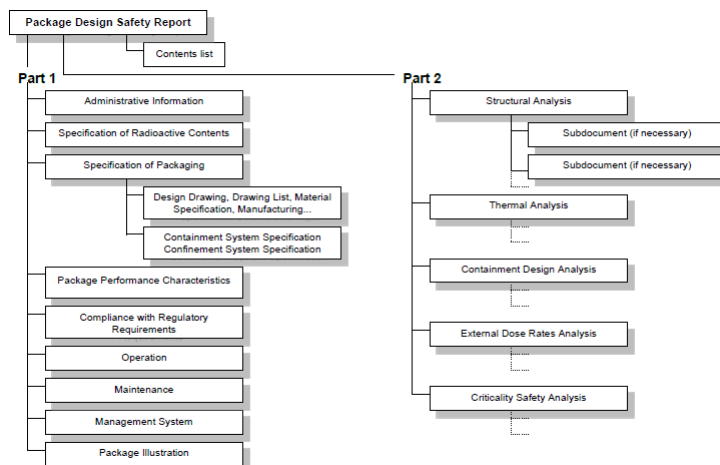 Package Design Safety Report
Contents list
Part 1
Administrative Information
Specification of Radioactive Contents
Specification of Packaging
Design Drawing, Drawing List, Material
Specification, Manufacturing...
Containment System Specification
Confinement System Specification
Package Performance Characteristics
Compliance with Regulatory
Requirements
Operation
Maintenance
Management System
Package Illustration
Part 2
Structural Analysis
Subdocument (if necessary)
Subdocument (if necessary)
Thermal Analysis
Containment Design Analysis
External Dose Rates Analysis
Criticality Safety Analysis